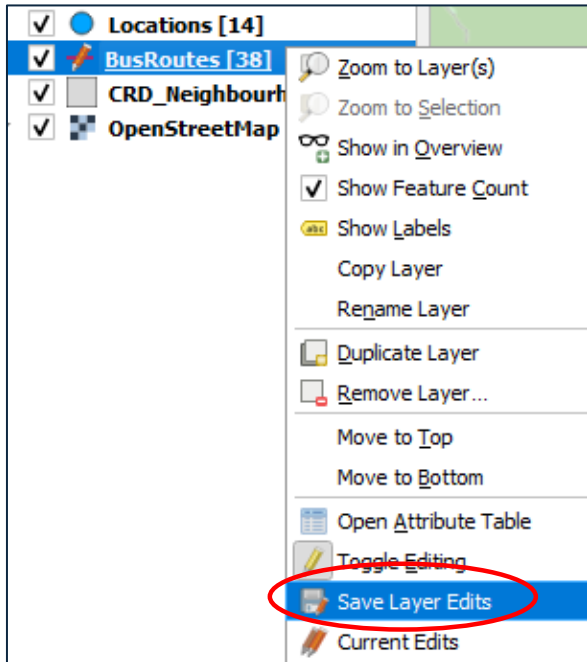 Locations [14]
BusRoutes [38]
CRD_Neighbourh
OpenStreetMap
Zoom to Layer(s)
Zoom to Selection
Show in Overview
Show Feature Count
abc Show Labels
Copy Layer
Rename Layer
Duplicate Layer
Remove Layer...
Move to Top
Move to Bottom
Open Attribute Table
Toggle Editing
Save Layer Edits
Current Edits